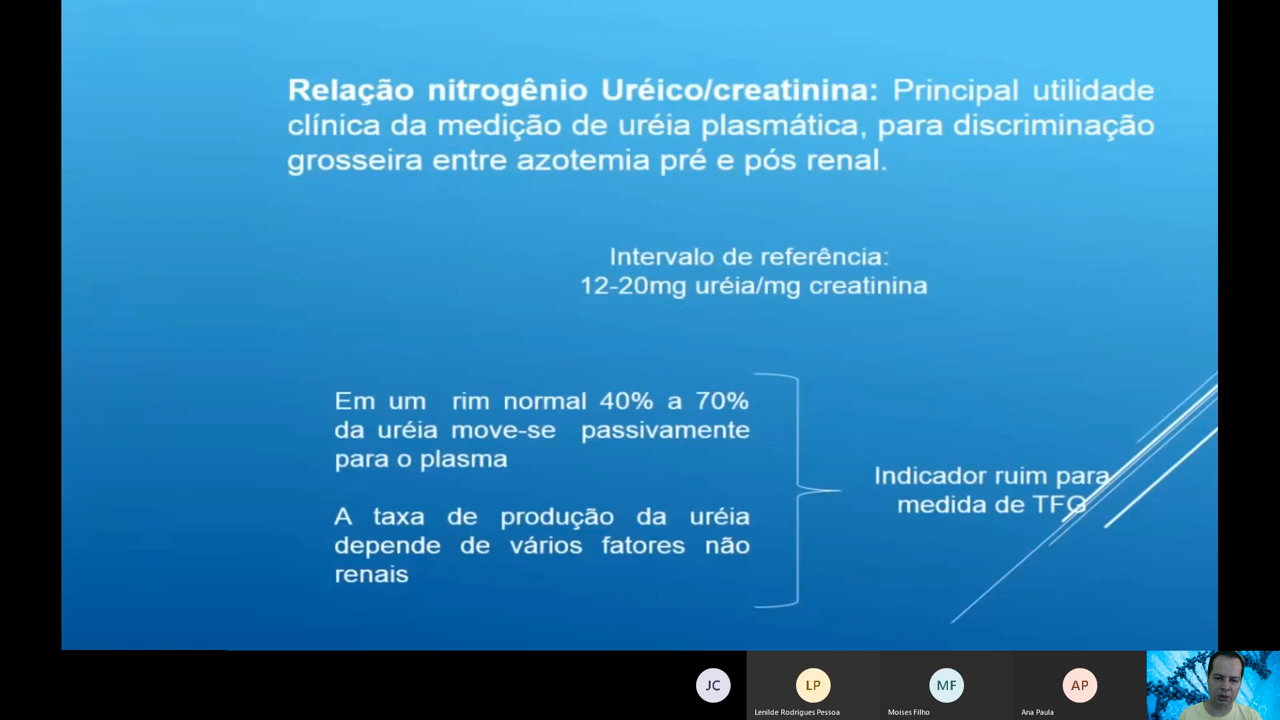 Relação nitrogênio Uréico/creatinina: Principal utilidade
clínica da medição de uréia plasmática, para discriminação
grosseira entre azotemia pré e pós renal.
Intervalo de referência:
12-20mg uréia/mg creatinina
Em um rim normal 40% a 70%
da uréia move-se passivamente
para o plasma
A taxa de produção da uréia
depende de vários fatores não
renais
Indicador ruim para
medida de TFG
JC
LP
Lenilde Rodrigues Pessoa
MF
Moises Filho
AP
Ana Paula